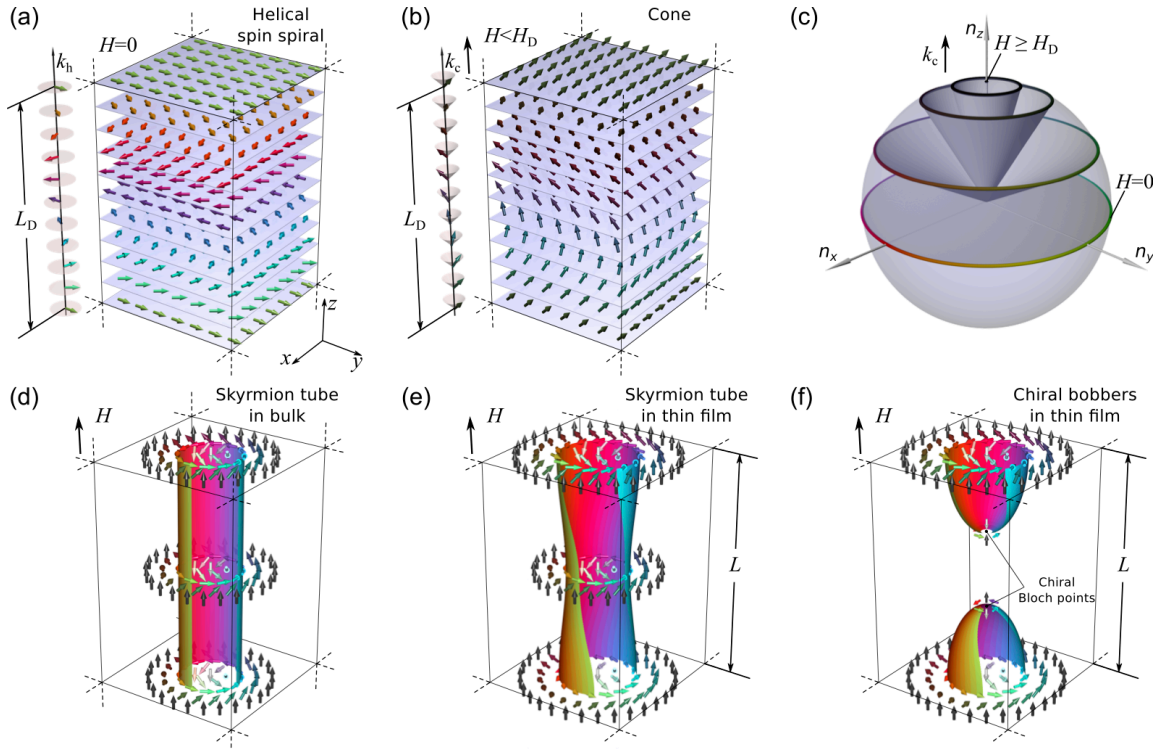 (a)
Helical
spin spiral
H=0
k_h
L_D
z
x
y
(b)
Cone
H<H_D
k_c
L_D
(c)
n_z
k_c
H ≥ H_D
H=0
n_x
n_y
(d)
Skyrmion tube
in bulk
H
(e)
Skyrmion tube
in thin film
H
L
(f)
Chiral bobbers
in thin film
H
L
Chiral
Bloch points